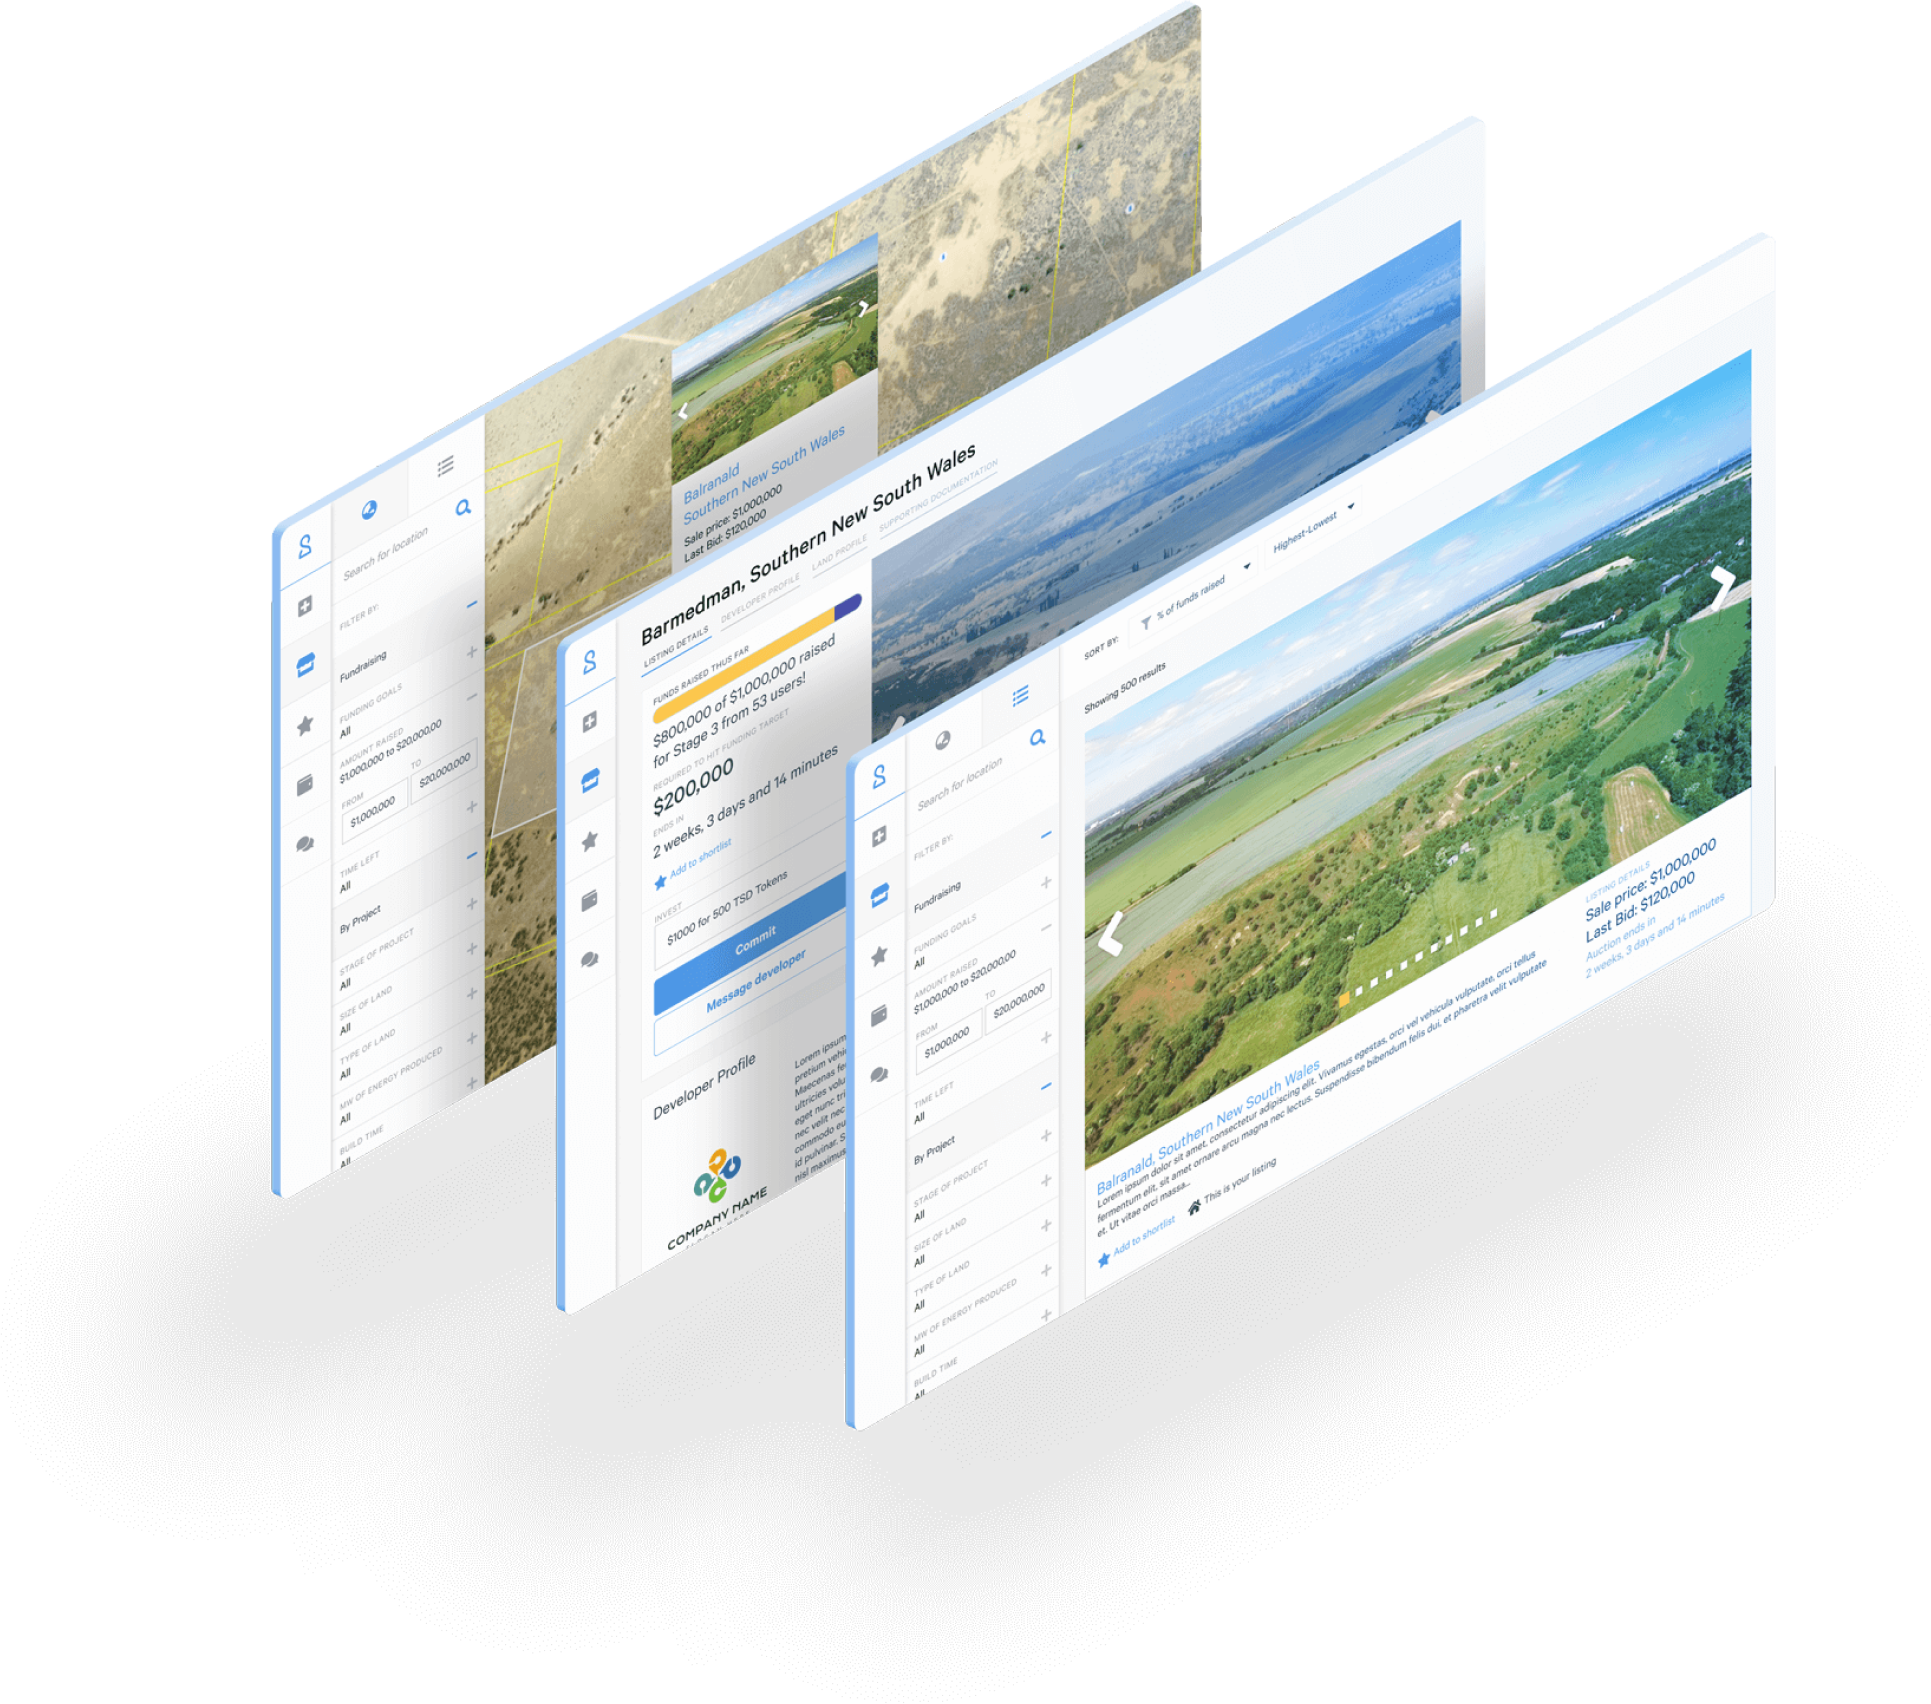 Search for location
FILTER BY:
Fundraising
FUNDING GOALS
All
AMOUNT RAISED
$1,000,000 to $20,000,00
FROM
TO
$1,000,000
$20,000,000
TIME LEFT
All
By Project
STAGE OF PROJECT
All
SIZE OF LAND
All
TYPE OF LAND
All
MW OF ENERGY PRODUCED
All
BUILD TIME
All
Balranald
Southern New South Wales
Sale price: $1,000,000
Last Bid: $120,000
Barmedman, Southern New South Wales
LISTING DETAILS
DEVELOPER PROFILE
LAND PROFILE
SUPPORTING DOCUMENTATION
FUNDS RAISED THUS FAR
$800,000 of $1,000,000 raised
for Stage 3 from 53 users!
REQUIRED TO HIT FUNDING TARGET
$200,000
ENDS IN
2 weeks, 3 days and 14 minutes
Add to shortlist
INVEST
$1000 for 500 TSD Tokens
Commit
Message developer
Developer Profile
COMPANY NAME
Lorem ipsum
pretium vehi
Maecenas fe
ultricies volu
eget nunc tri
nec velit nec
commodo eu
id pulvinar. S
nisl maximus
Search for location
FILTER BY:
Fundraising
FUNDING GOALS
All
AMOUNT RAISED
$1,000,000 to $20,000,00
FROM
TO
$1,000,000
$20,000,000
TIME LEFT
All
By Project
STAGE OF PROJECT
All
SIZE OF LAND
All
TYPE OF LAND
All
MW OF ENERGY PRODUCED
All
BUILD TIME
All
SORT BY:
% of funds raised
Highest-Lowest
Showing 500 results
LISTING DETAILS
Sale price: $1,000,000
Last Bid: $120,000
Auction ends in
2 weeks, 3 days and 14 minutes
Balranald, Southern New South Wales
Lorem ipsum dolor sit amet, consectetur adipiscing elit. Vivamus egestas, orci vel vehicula vulputate, orci tellus
fermentum elit, sit amet ornare arcu magna nec lectus. Suspendisse bibendum felis dui, et pharetra velit vulputate
et. Ut vitae orci massa...
Add to shortlist
This is your listing